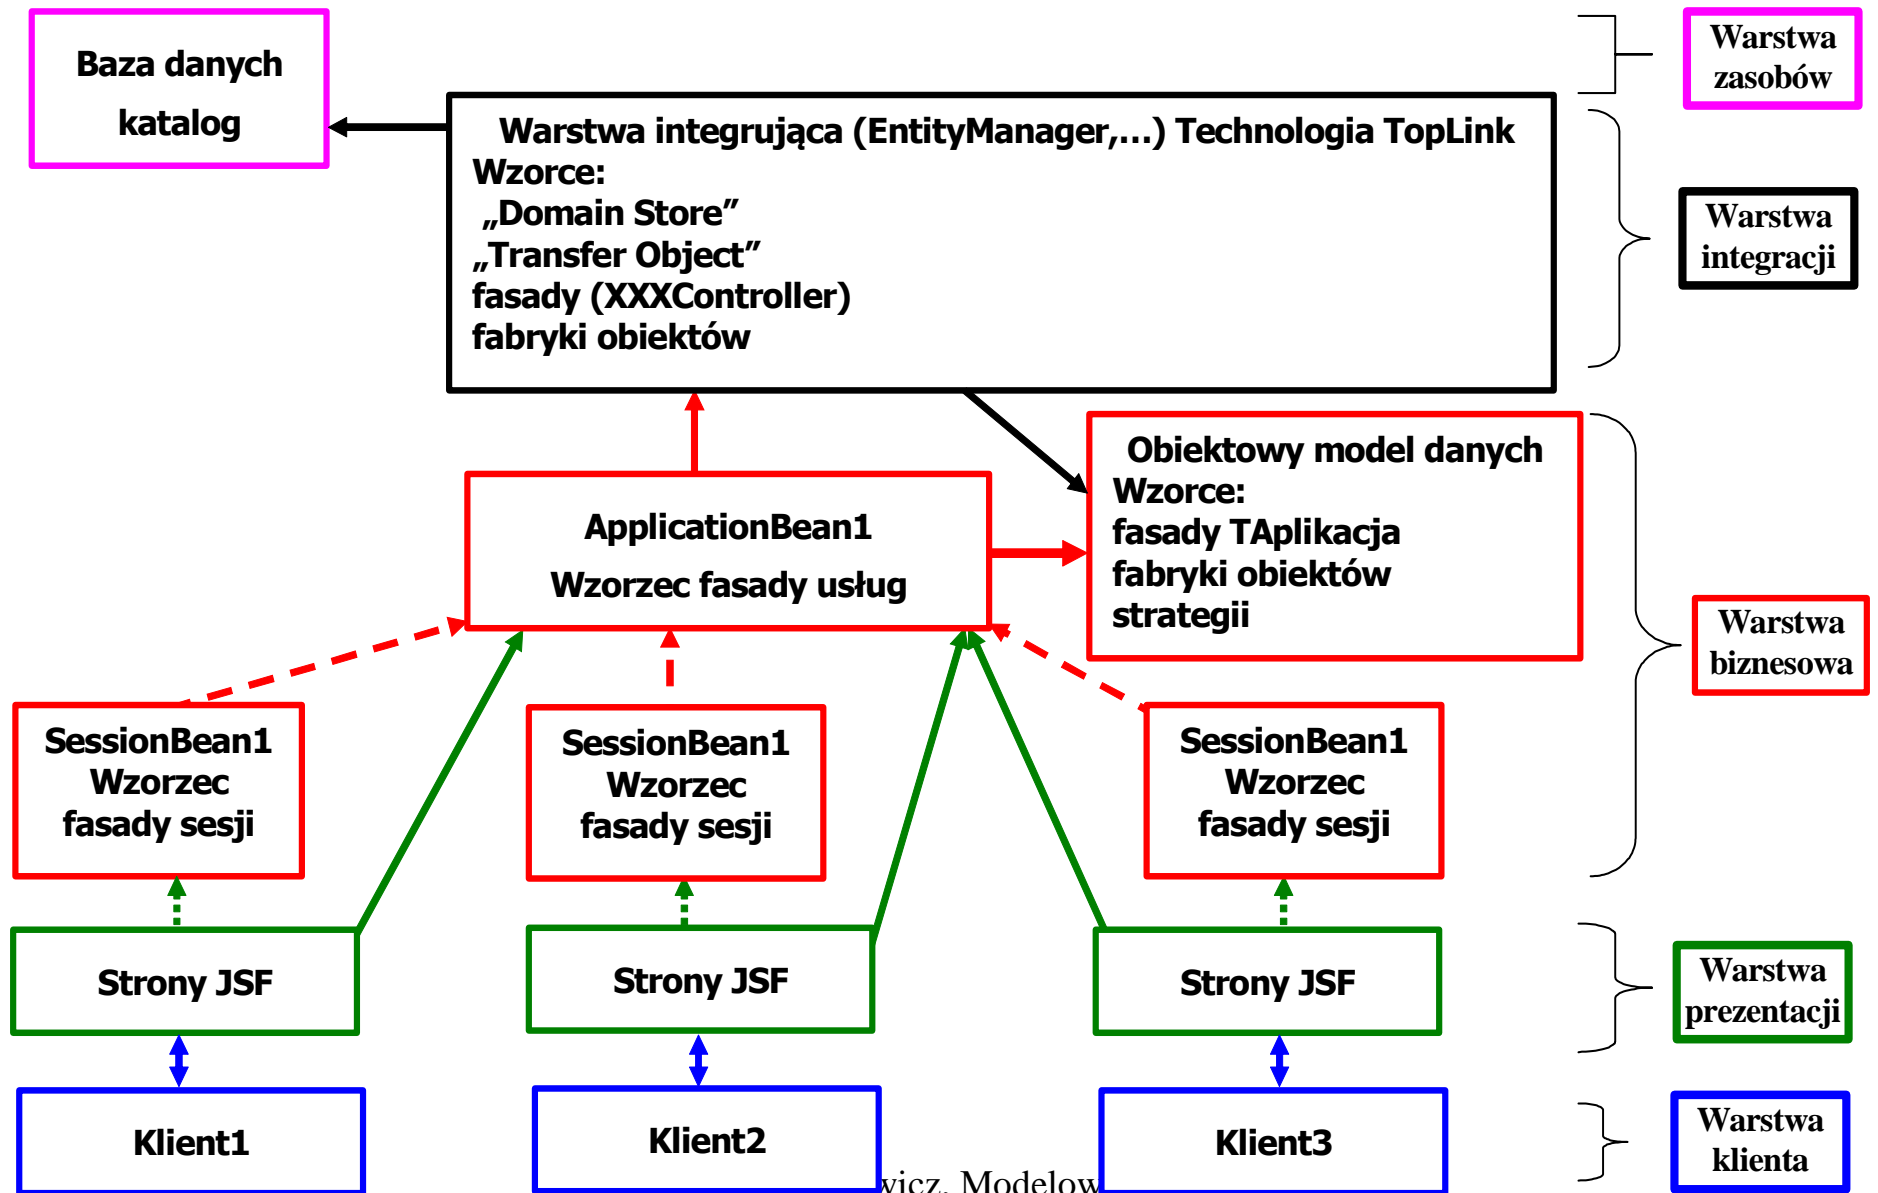 Baza danych
katalog
Warstwa
zasobów
Warstwa integrująca (EntityManager,...) Technologia TopLink
Wzorce:
„Domain Store”
„Transfer Object”
fasady (XXXController)
fabryki obiektów
Warstwa
integracji
ApplicationBean1
Wzorzec fasady usług
Obiektowy model danych
Wzorce:
fasady TAplikacja
fabryki obiektów
strategii
Warstwa
biznesowa
SessionBean1
Wzorzec
fasady sesji
SessionBean1
Wzorzec
fasady sesji
SessionBean1
Wzorzec
fasady sesji
Strony JSF
Strony JSF
Strony JSF
Warstwa
prezentacji
Klient1
Klient2
Klient3
Warstwa
klienta